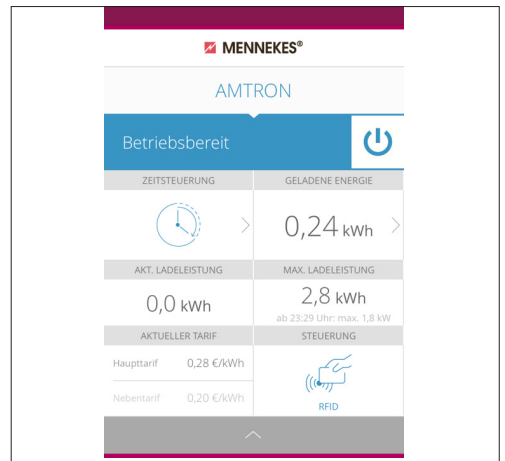 MENNEKES®
AMTRON
Betriebsbereit
ZEITSTEUERUNG
GELADENE ENERGIE
0,24 kWh
AKT. LADELEISTUNG
MAX. LADELEISTUNG
0,0 kWh
2,8 kWh
ab 23:29 Uhr: max. 1,8 kW
AKTUELLER TARIF
STEUERUNG
Haupttarif 0,28 €/kWh
Nebentarif 0,20 €/kWh
RFID